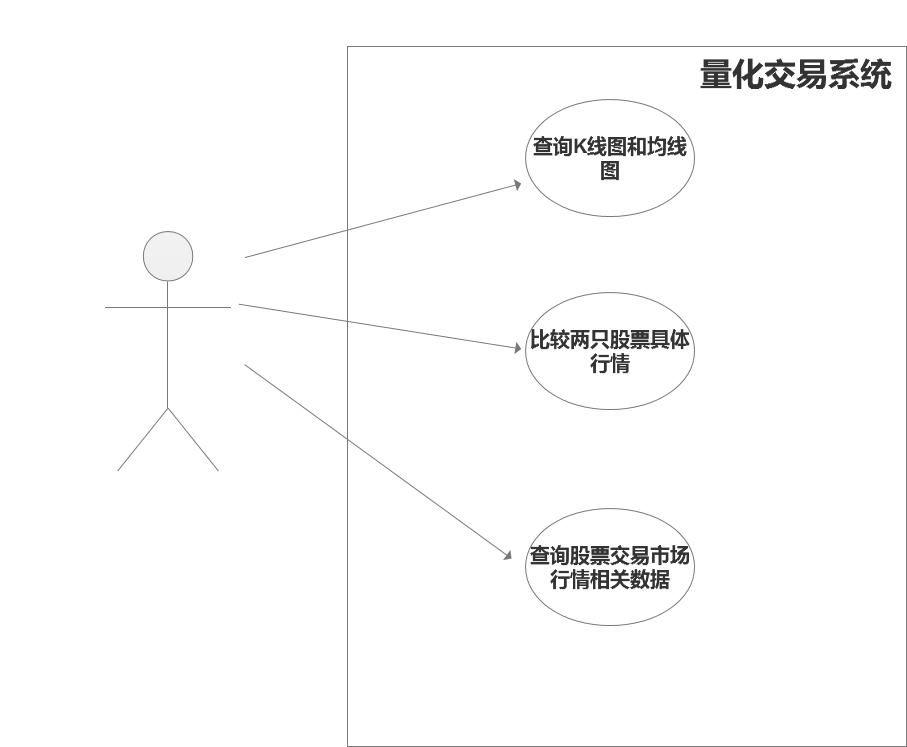 量化交易系统
查询K线图和均线
图
比较两只股票具体
行情
查询股票交易市场
行情相关数据